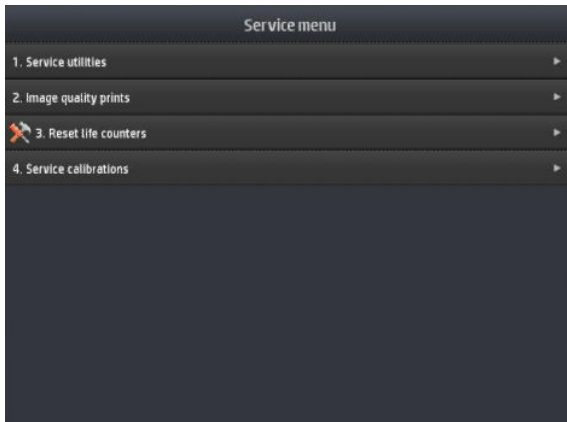 Service menu
1. Service utilities
2. Image quality prints
3. Reset life counters
4. Service calibrations